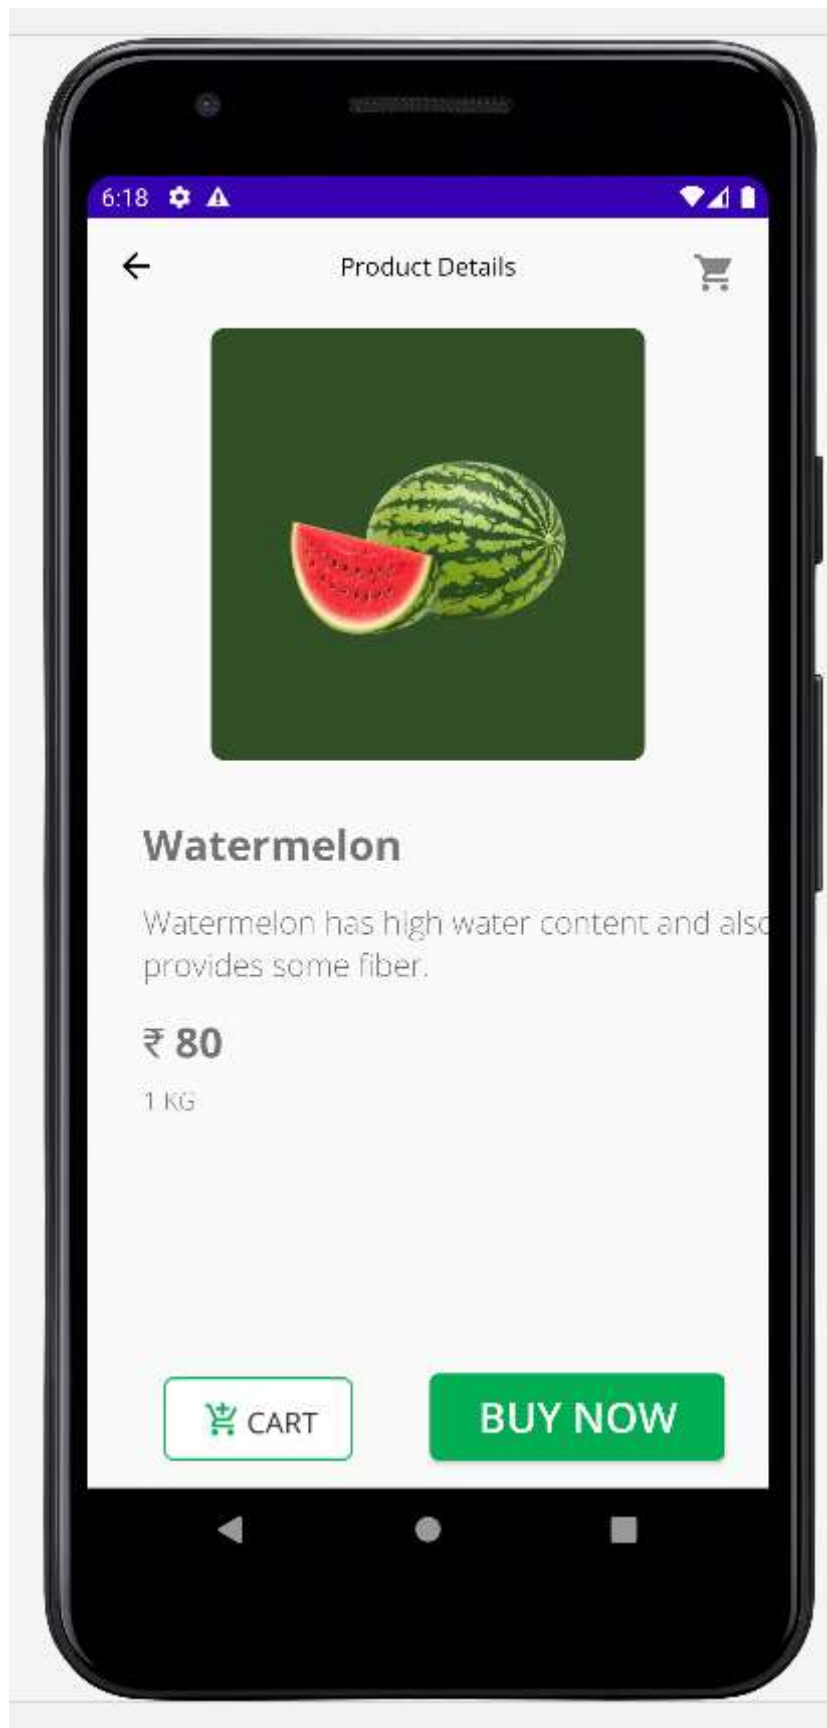 6:18
Product Details
Watermelon
Watermelon has high water content and also
provides some fiber.
₹ 80
1 KG
CART
BUY NOW